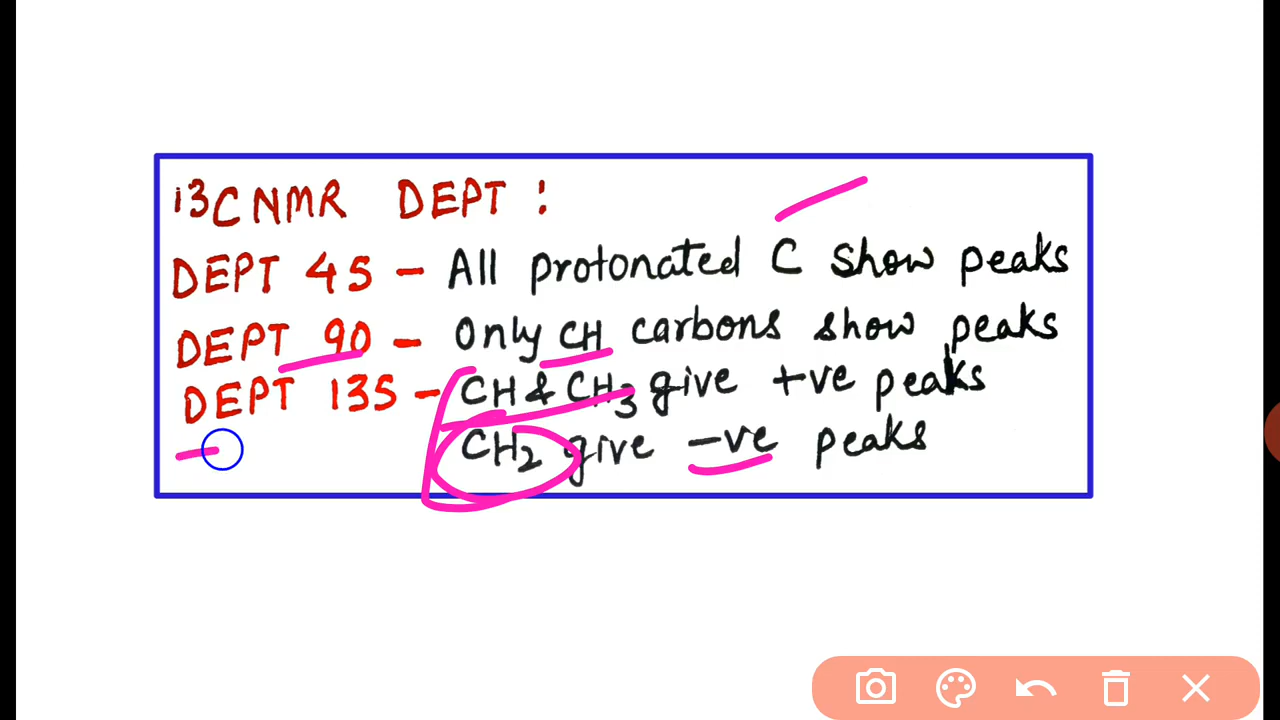 13C NMR DEPT :
DEPT 45 - All protonated C show peaks
DEPT 90 - Only CH carbons show peaks
DEPT 135 - CH & CH3 give +ve peaks
CH2 give -ve peaks